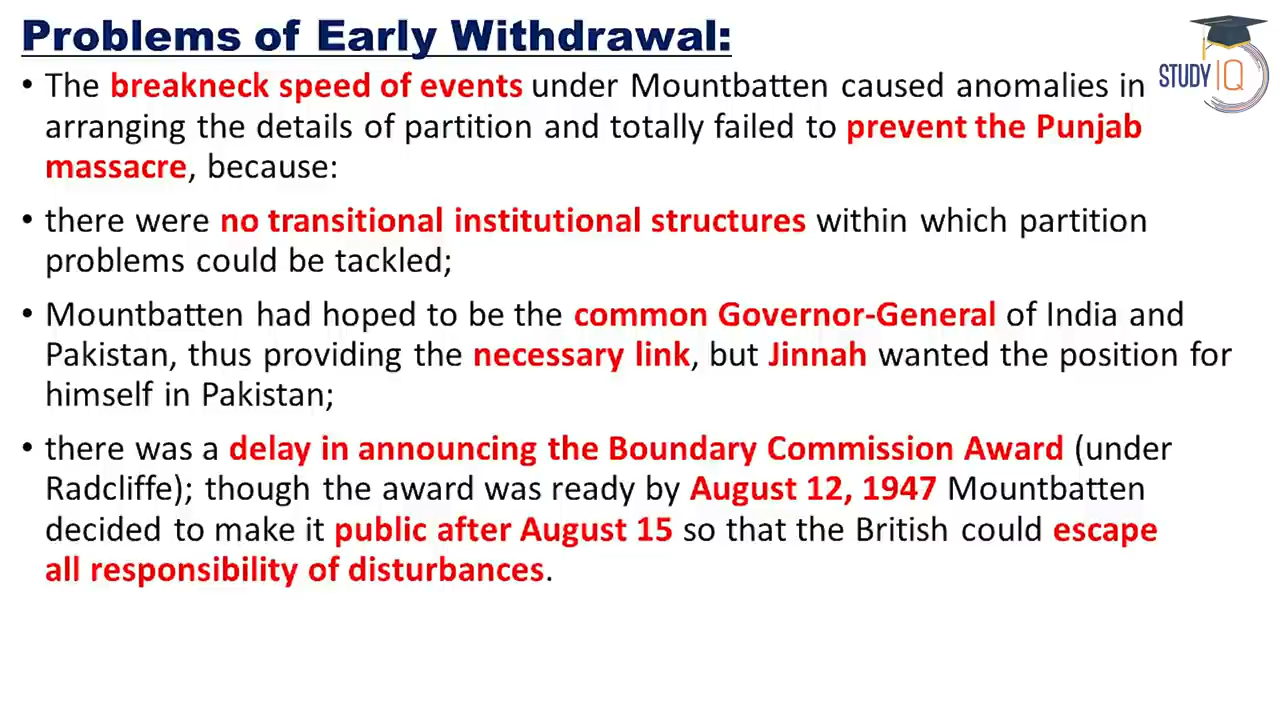 Problems of Early Withdrawal:
STUDY IQ
• The breakneck speed of events under Mountbatten caused anomalies in
arranging the details of partition and totally failed to prevent the Punjab
massacre, because:
• there were no transitional institutional structures within which partition
problems could be tackled;
• Mountbatten had hoped to be the common Governor-General of India and
Pakistan, thus providing the necessary link, but Jinnah wanted the position for
himself in Pakistan;
• there was a delay in announcing the Boundary Commission Award (under
Radcliffe); though the award was ready by August 12, 1947 Mountbatten
decided to make it public after August 15 so that the British could escape
all responsibility of disturbances.